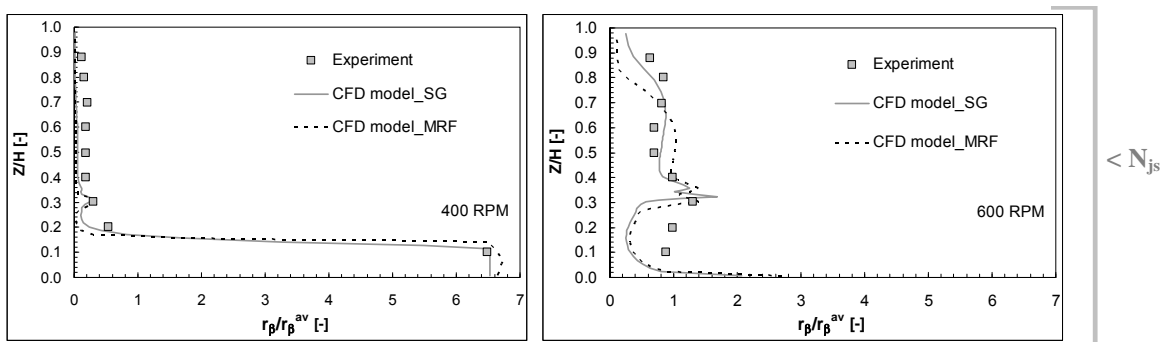 1.0
0.9
0.8
0.7
0.6
0.5
0.4
0.3
0.2
0.1
0.0
Z/H [-]
Experiment
CFD model_SG
CFD model_MRF
400 RPM
0 1 2 3 4 5 6 7
rβ/rβ^av [-]
1.0
0.9
0.8
0.7
0.6
0.5
0.4
0.3
0.2
0.1
0.0
Z/H [-]
Experiment
CFD model_SG
CFD model_MRF
600 RPM
0 1 2 3 4 5 6 7
rβ/rβ^av [-]
< Njs